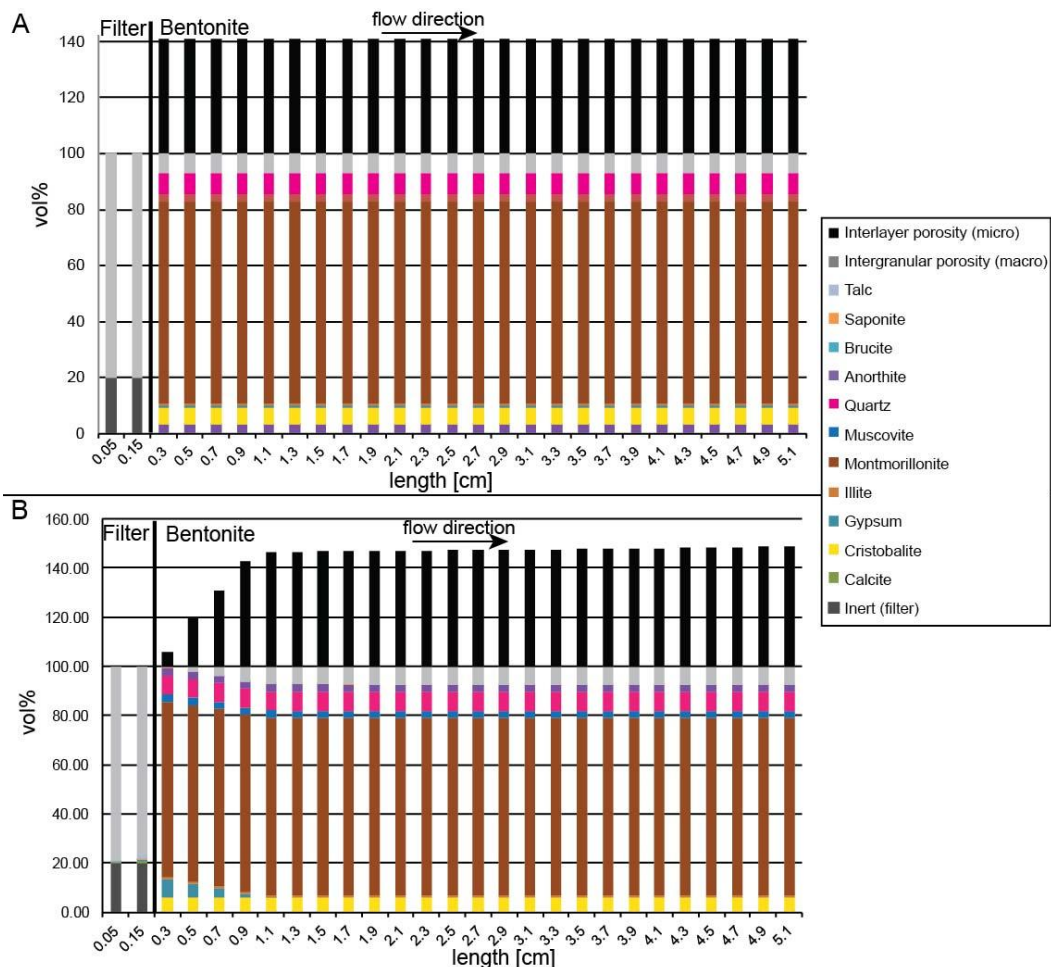 A
Filter Bentonite
flow direction
140
120
100
80
60
40
20
0
vol%
0.05 0.15 0.3 0.5 0.7 0.9 1.1 1.3 1.5 1.7 1.9 2.1 2.3 2.5 2.7 2.9 3.1 3.3 3.5 3.7 3.9 4.1 4.3 4.5 4.7 4.9 5.1
length [cm]
Interlayer porosity (micro)
Intergranular porosity (macro)
Talc
Saponite
Brucite
Anorthite
Quartz
Muscovite
Montmorillonite
Illite
Gypsum
Cristobalite
Calcite
Inert (filter)
B
Filter Bentonite
flow direction
160.00
140.00
120.00
100.00
80.00
60.00
40.00
20.00
0.00
vol%
0.05 0.15 0.3 0.5 0.7 0.9 1.1 1.3 1.5 1.7 1.9 2.1 2.3 2.5 2.7 2.9 3.1 3.3 3.5 3.7 3.9 4.1 4.3 4.5 4.7 4.9 5.1
length [cm]